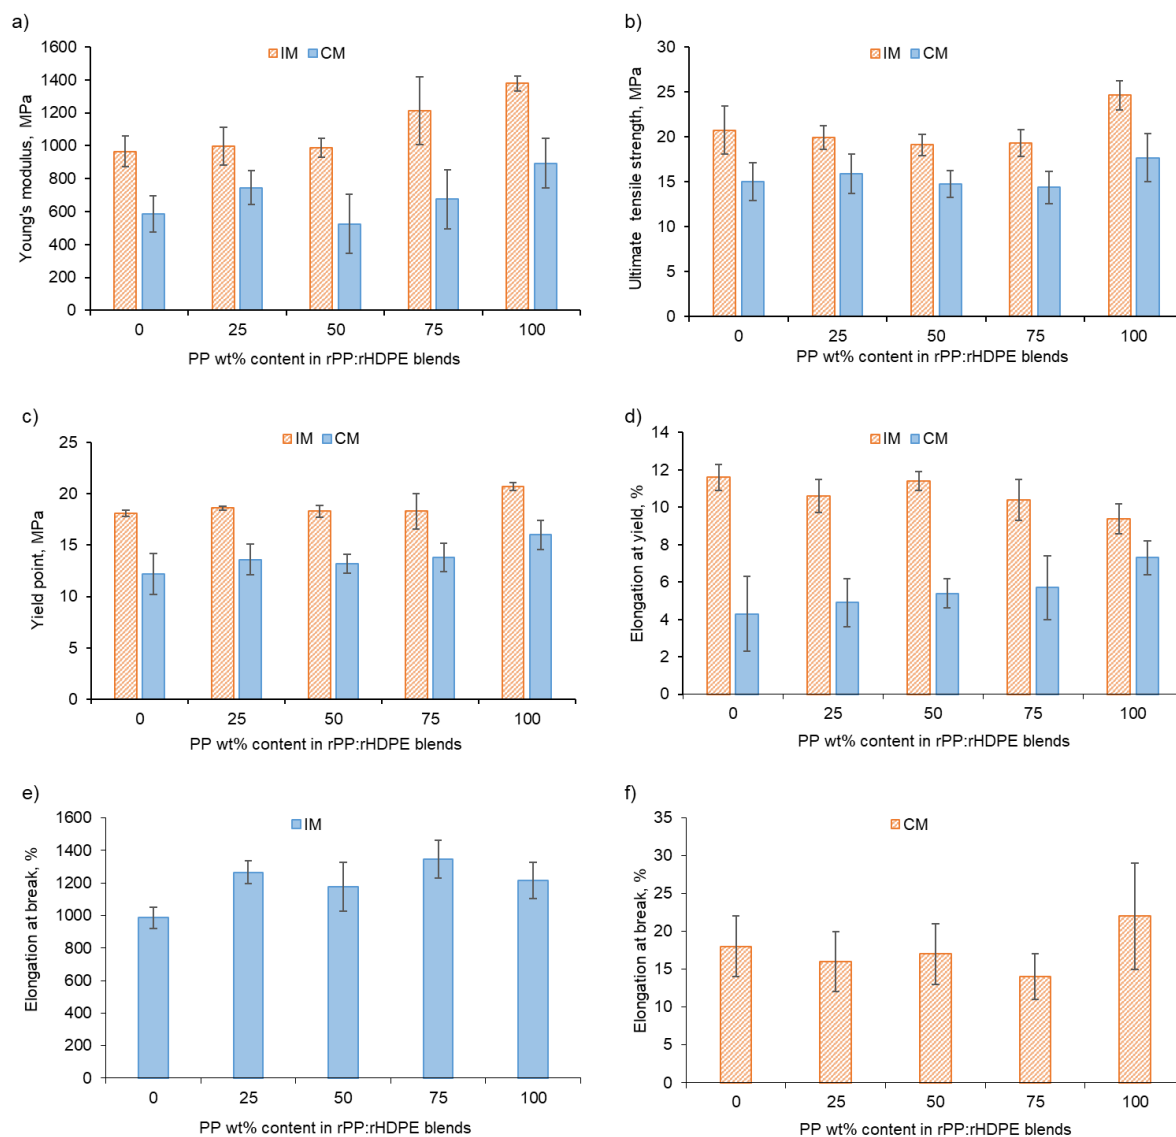 a)
IM CM
1600
1400
1200
1000
800
600
400
200
0
Young's modulus, MPa
0 25 50 75 100
PP wt% content in rPP:rHDPE blends
b)
IM CM
30
25
20
15
10
5
0
Ultimate tensile strength, MPa
0 25 50 75 100
PP wt% content in rPP:rHDPE blends
c)
IM CM
25
20
15
10
5
0
Yield point, MPa
0 25 50 75 100
PP wt% content in rPP:rHDPE blends
d)
IM CM
14
12
10
8
6
4
2
0
Elongation at yield, %
0 25 50 75 100
PP wt% content in rPP:rHDPE blends
e)
IM
1600
1400
1200
1000
800
600
400
200
0
Elongation at break, %
0 25 50 75 100
PP wt% content in rPP:rHDPE blends
f)
CM
35
30
25
20
15
10
5
0
Elongation at break, %
0 25 50 75 100
PP wt% content in rPP:rHDPE blends